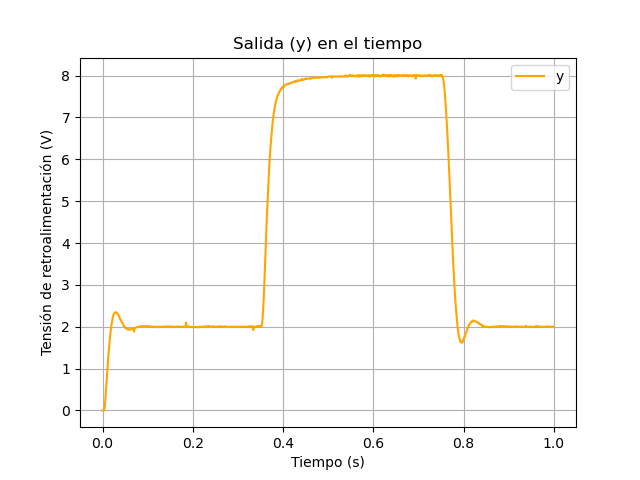 Salida (y) en el tiempo
y
Tensión de retroalimentación (V)
8
7
6
5
4
3
2
1
0
0.0 0.2 0.4 0.6 0.8 1.0
Tiempo (s)